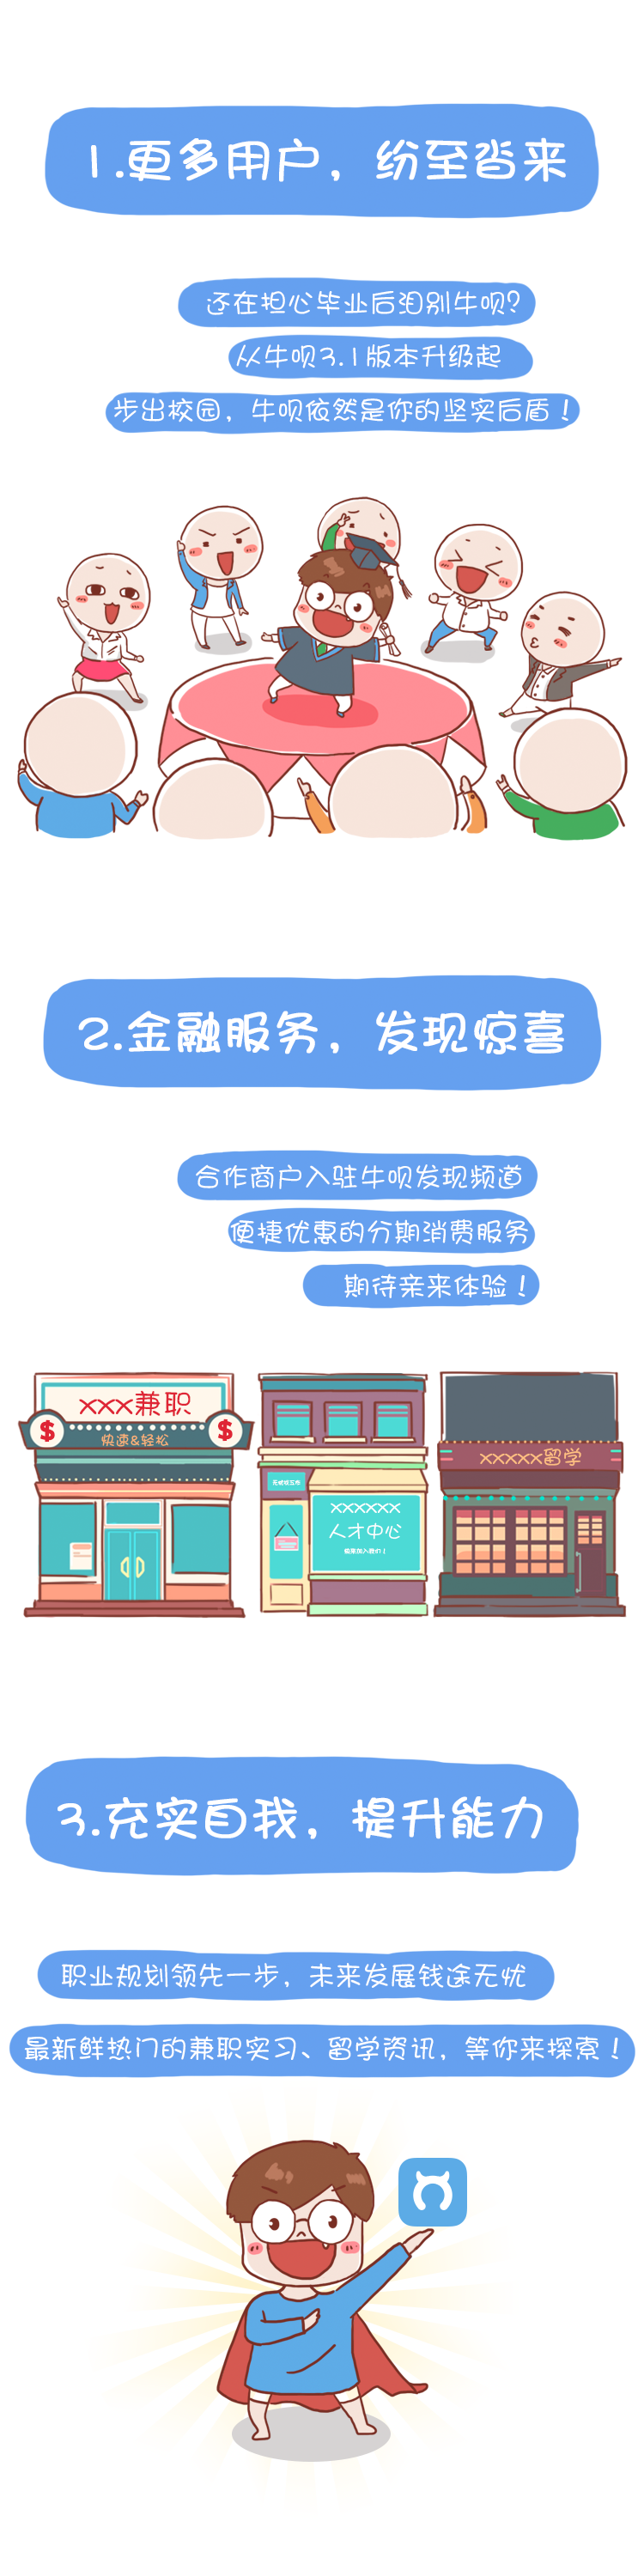 1.更多用户，纷至沓来
还在担心毕业后泪别牛呗？
从牛呗3.1版本升级起
步出校园，牛呗依然是你的坚实后盾！
2.金融服务，发现惊喜
合作商户入驻牛呗发现频道
便捷优惠的分期消费服务
期待亲来体验！
xxx兼职
$
$
快速&轻松
xxxxxx
人才中心
xxxxx留学
3.充实自我，提升能力
职业规划领先一步，未来发展钱途无忧
最新鲜热门的兼职实习、留学资讯，等你来探索！